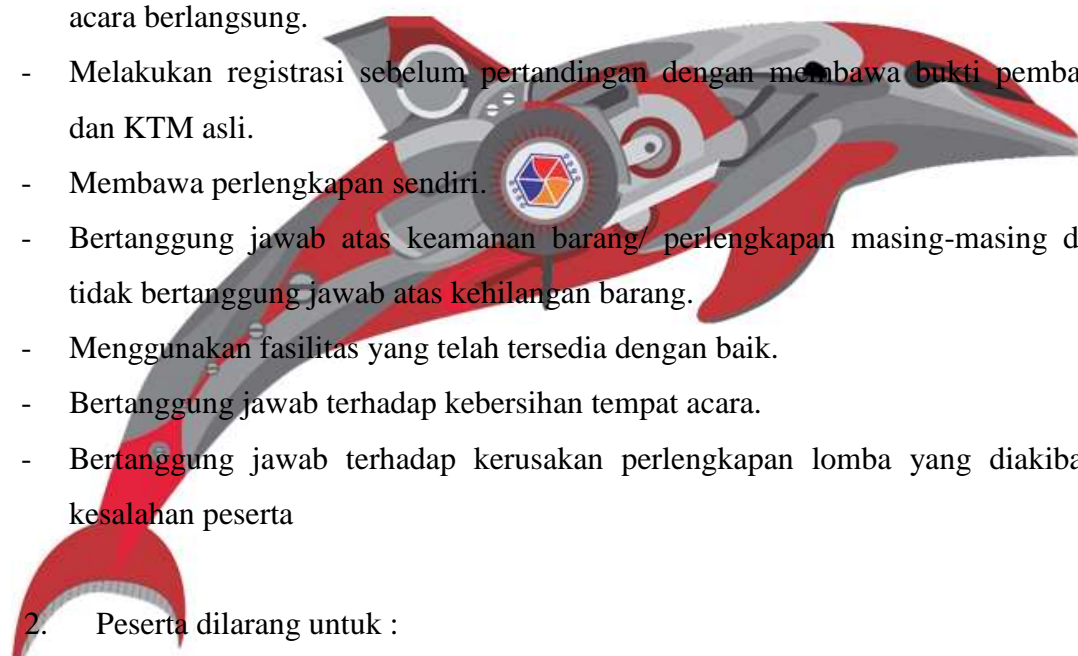 acara berlangsung.
- Melakukan registrasi sebelum pertandingan dengan membawa bukti pemba
dan KTM asli.
- Membawa perlengkapan sendiri.
- Bertanggung jawab atas keamanan barang/ perlengkapan masing-masing d
tidak bertanggung jawab atas kehilangan barang.
- Menggunakan fasilitas yang telah tersedia dengan baik.
- Bertanggung jawab terhadap kebersihan tempat acara.
- Bertanggung jawab terhadap kerusakan perlengkapan lomba yang diakiba
kesalahan peserta
2. Peserta dilarang untuk :